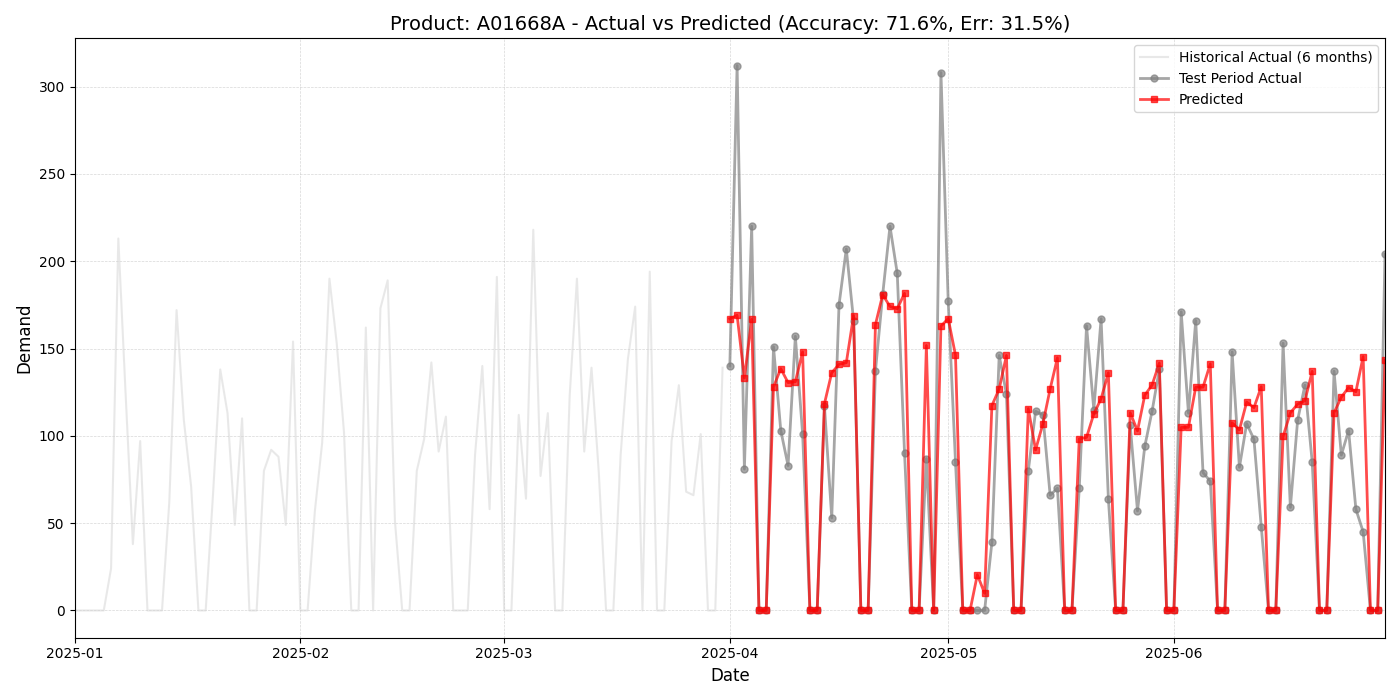 Product: A01668A - Actual vs Predicted (Accuracy: 71.6%, Err: 31.5%)
Historical Actual (6 months)
Test Period Actual
Predicted
Demand
300
250
200
150
100
50
0
2025-01
2025-02
2025-03
2025-04
2025-05
2025-06
Date